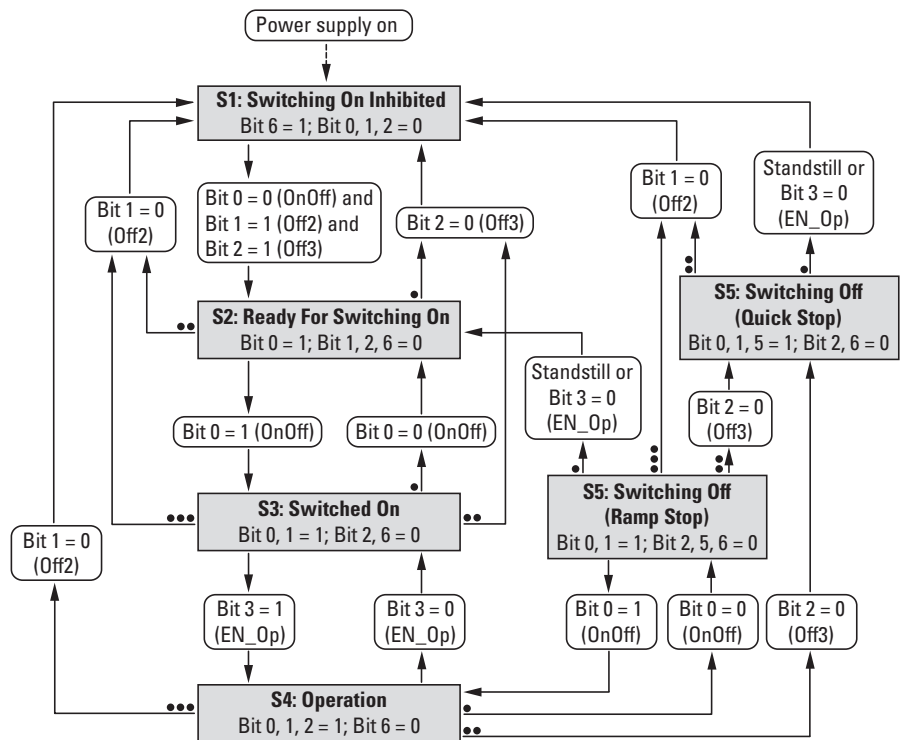 Power supply on
S1: Switching On Inhibited
Bit 6 = 1; Bit 0, 1, 2 = 0
Bit 0 = 0 (OnOff) and
Bit 1 = 1 (Off2) and
Bit 2 = 1 (Off3)
Bit 1 = 0
(Off2)
Bit 2 = 0 (Off3)
Bit 1 = 0
(Off2)
Standstill or
Bit 3 = 0
(EN_Op)
S2: Ready For Switching On
Bit 0 = 1; Bit 1, 2, 6 = 0
S5: Switching Off
(Quick Stop)
Bit 0, 1, 5 = 1; Bit 2, 6 = 0
Standstill or
Bit 3 = 0
(EN_Op)
Bit 2 = 0
(Off3)
Bit 0 = 1 (OnOff)
Bit 0 = 0 (OnOff)
S3: Switched On
Bit 0, 1 = 1; Bit 2, 6 = 0
S5: Switching Off
(Ramp Stop)
Bit 0, 1 = 1; Bit 2, 5, 6 = 0
Bit 1 = 0
(Off2)
Bit 3 = 1
(EN_Op)
Bit 3 = 0
(EN_Op)
Bit 0 = 1
(OnOff)
Bit 0 = 0
(OnOff)
Bit 2 = 0
(Off3)
S4: Operation
Bit 0, 1, 2 = 1; Bit 6 = 0